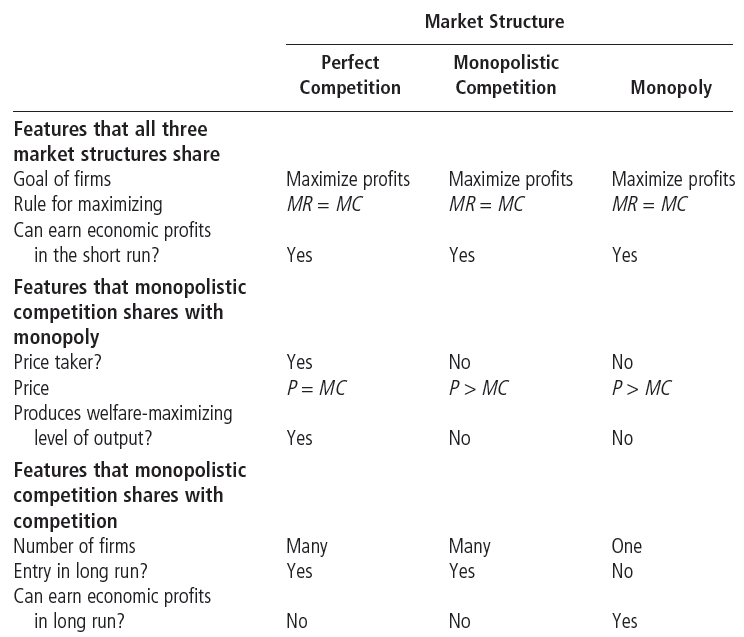 Market Structure
Perfect Monopolistic
Competition Competition Monopoly
Features that all three
market structures share
Goal of firms Maximize profits Maximize profits Maximize profits
Rule for maximizing MR = MC MR = MC MR = MC
Can earn economic profits
in the short run? Yes Yes Yes
Features that monopolistic
competition shares with
monopoly
Price taker? Yes No No
Price P = MC P > MC P > MC
Produces welfare-maximizing
level of output? Yes No No
Features that monopolistic
competition shares with
competition
Number of firms Many Many One
Entry in long run? Yes Yes No
Can earn economic profits
in long run? No No Yes